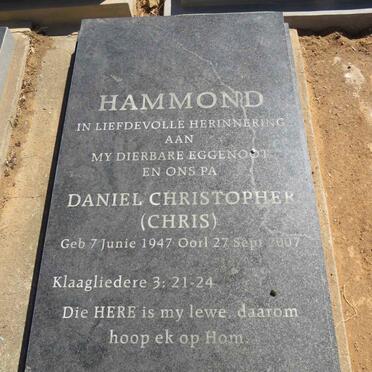 HAMMOND
IN LIEFDEVOLLE HERINNERING
AAN
MY DIERBARE EGGENOOT
EN ONS PA
DANIEL CHRISTOPHER
(CHRIS)
Geb 7 Junie 1947 Oorl 27 Sept 2007
Klaagliedere 3: 21-24
Die HERE is my lewe, daarom
hoop ek op Hom.